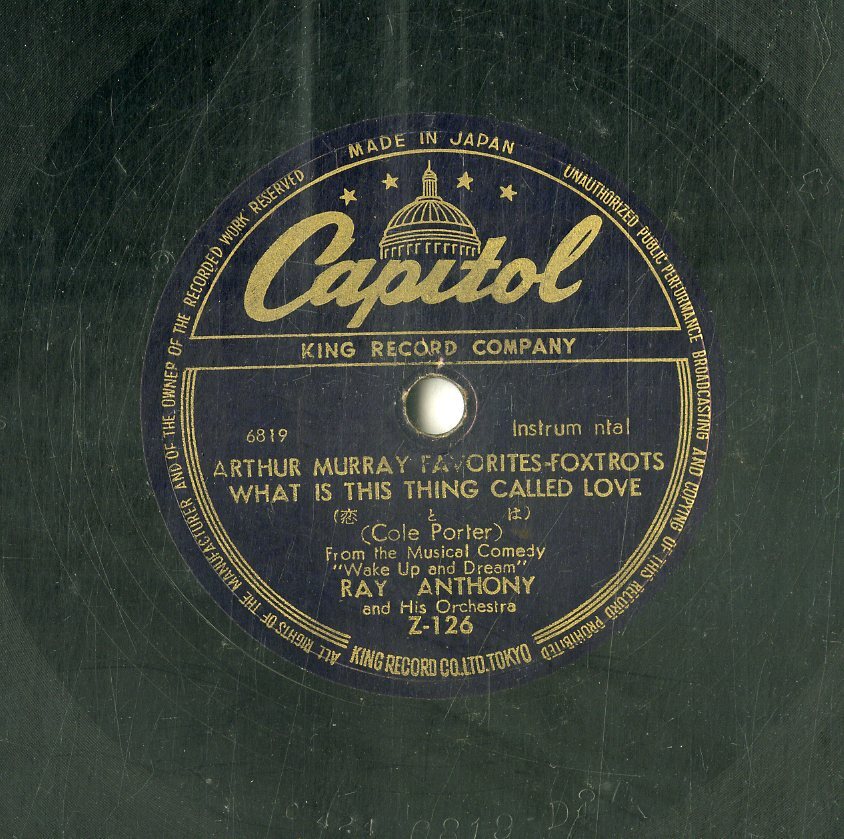 MADE IN JAPAN
Capitol
KING RECORD COMPANY
6819 Instrum ntal
ARTHUR MURRAY FAVORITES-FOXTROTS
WHAT IS THIS THING CALLED LOVE
(恋とは)
(Cole Porter)
From the Musical Comedy
"Wake Up and Dream"
RAY ANTHONY
and His Orchestra
Z-126
ALL RIGHTS OF THE MANUFACTURER AND OF THE OWNER OF THE RECORDED WORK RESERVED
UNAUTHORIZED PUBLIC PERFORMANCE BROADCASTING AND COPYING OF THIS RECORD PROHIBITED
KING RECORD CO.,LTD. TOKYO